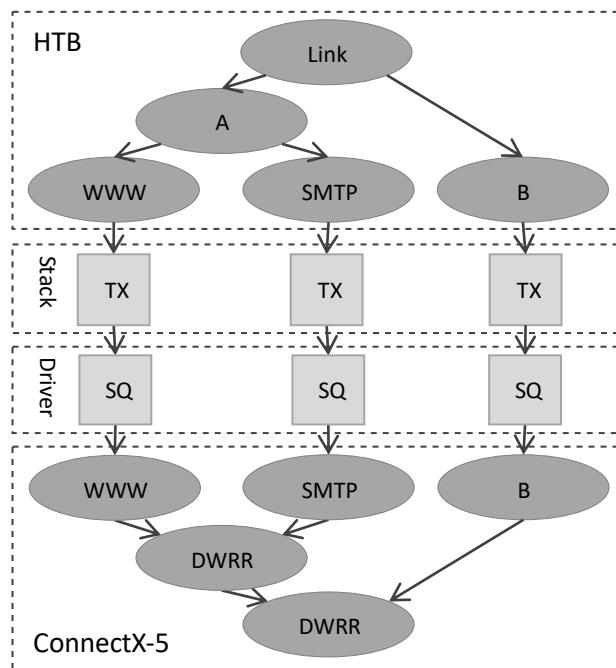 HTB
Link
A
WWW
SMTP
B
Stack
TX
TX
TX
Driver
SQ
SQ
SQ
WWW
SMTP
B
DWRR
DWRR
ConnectX-5